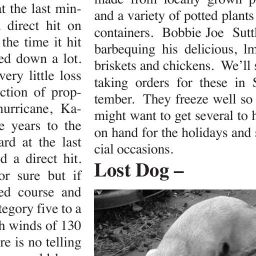 at the last min-
direct hit on
the time it hit
ed down a lot.
very little loss
ction of prop-
hurricane, Ka-
e years to the
ard at the last
d a direct hit.
or sure but if
ed course and
tegory five to a
h winds of 130
re is no telling
made from locally grown
and a variety of potted plants
containers. Bobbie Joe Sutt
barbequing his delicious,
briskets and chickens. We'll
taking orders for these in S
tember. They freeze well so
might want to get several to h
on hand for the holidays and s
cial occasions.
Lost Dog –